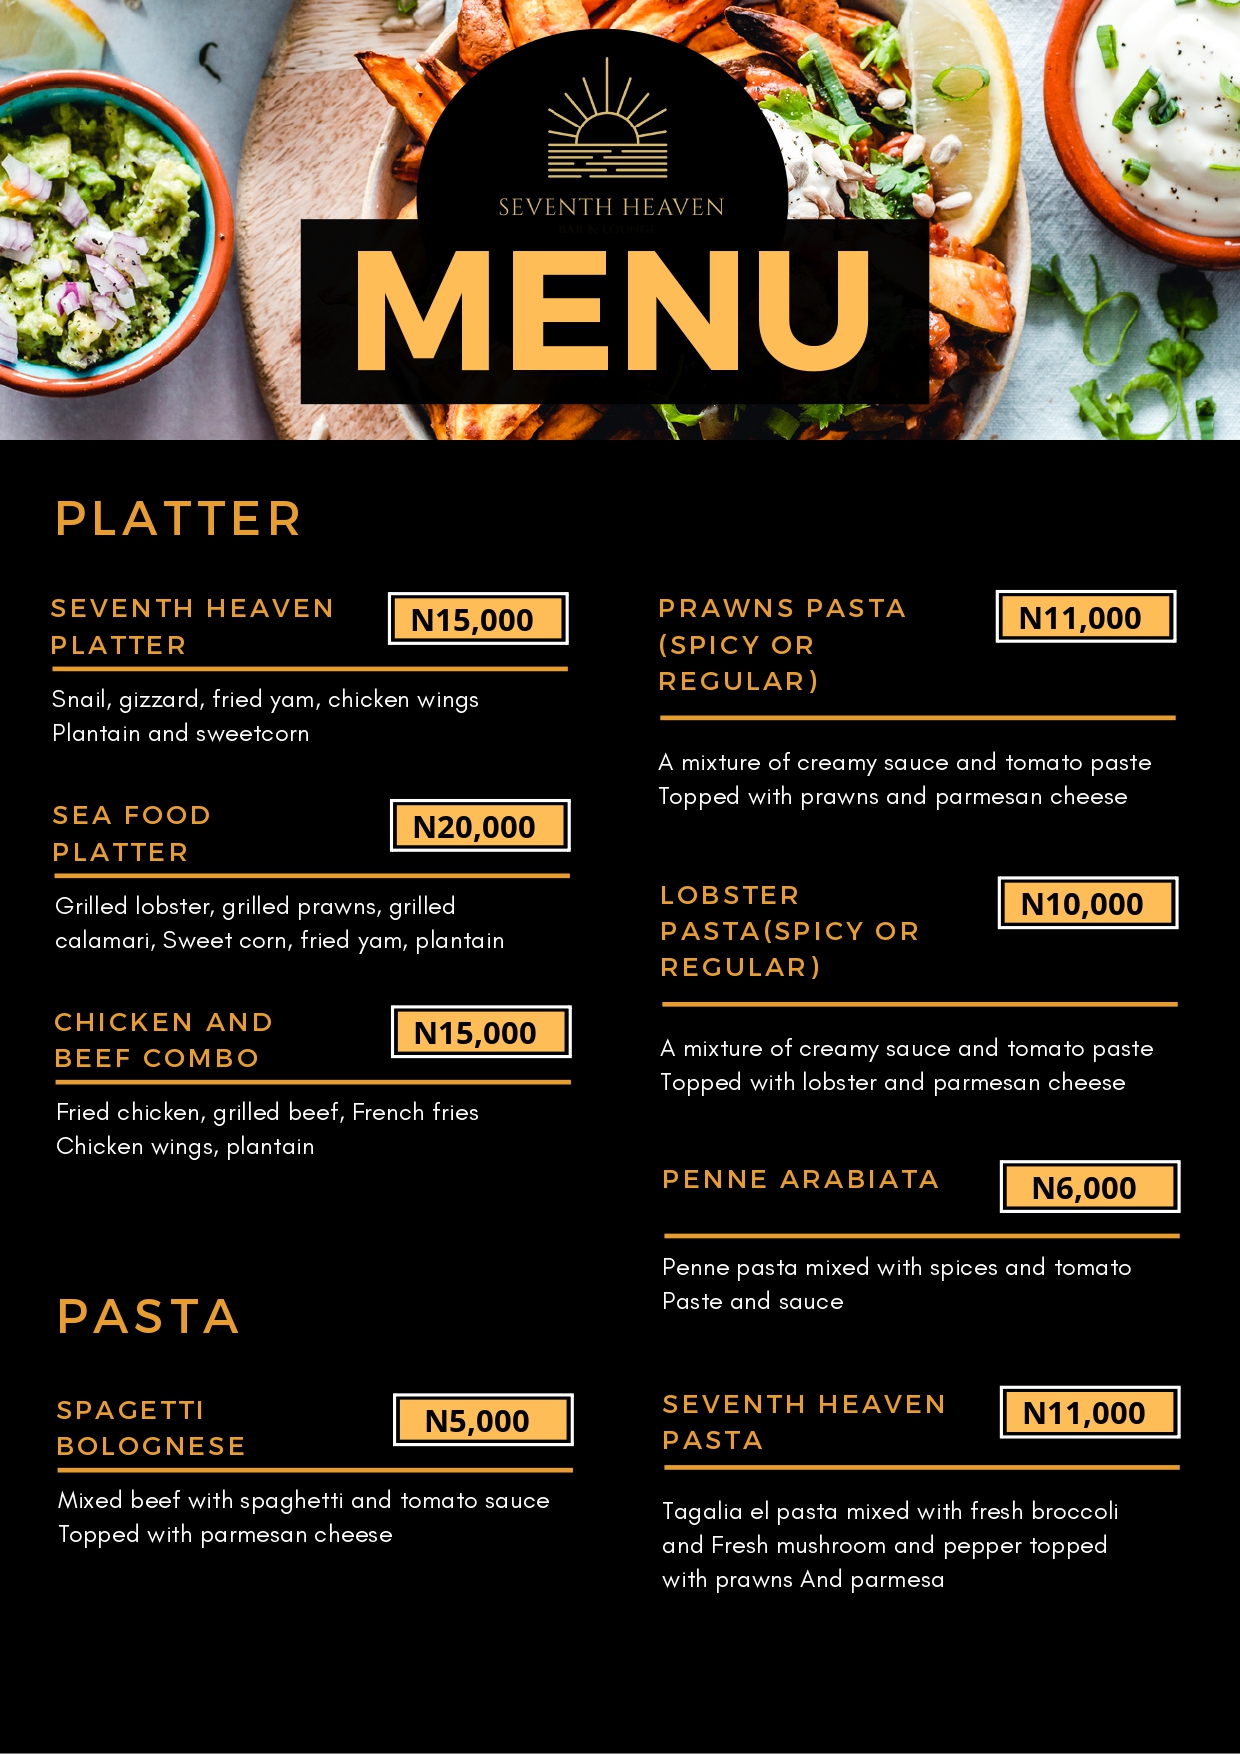 SEVENTH HEAVEN
BAR & LOUNGE
MENU
PLATTER
SEVENTH HEAVEN
PLATTER
N15,000
Snail, gizzard, fried yam, chicken wings
Plantain and sweetcorn
SEA FOOD
PLATTER
N20,000
Grilled lobster, grilled prawns, grilled
calamari, Sweet corn, fried yam, plantain
CHICKEN AND
BEEF COMBO
N15,000
Fried chicken, grilled beef, French fries
Chicken wings, plantain
PASTA
SPAGETTI
BOLOGNESE
N5,000
Mixed beef with spaghetti and tomato sauce
Topped with parmesan cheese
PRAWNS PASTA
(SPICY OR
REGULAR)
N11,000
A mixture of creamy sauce and tomato paste
Topped with prawns and parmesan cheese
LOBSTER
PASTA(SPICY OR
REGULAR)
N10,000
A mixture of creamy sauce and tomato paste
Topped with lobster and parmesan cheese
PENNE ARABIATA
N6,000
Penne pasta mixed with spices and tomato
Paste and sauce
SEVENTH HEAVEN
PASTA
N11,000
Tagalia el pasta mixed with fresh broccoli
and Fresh mushroom and pepper topped
with prawns And parmesa